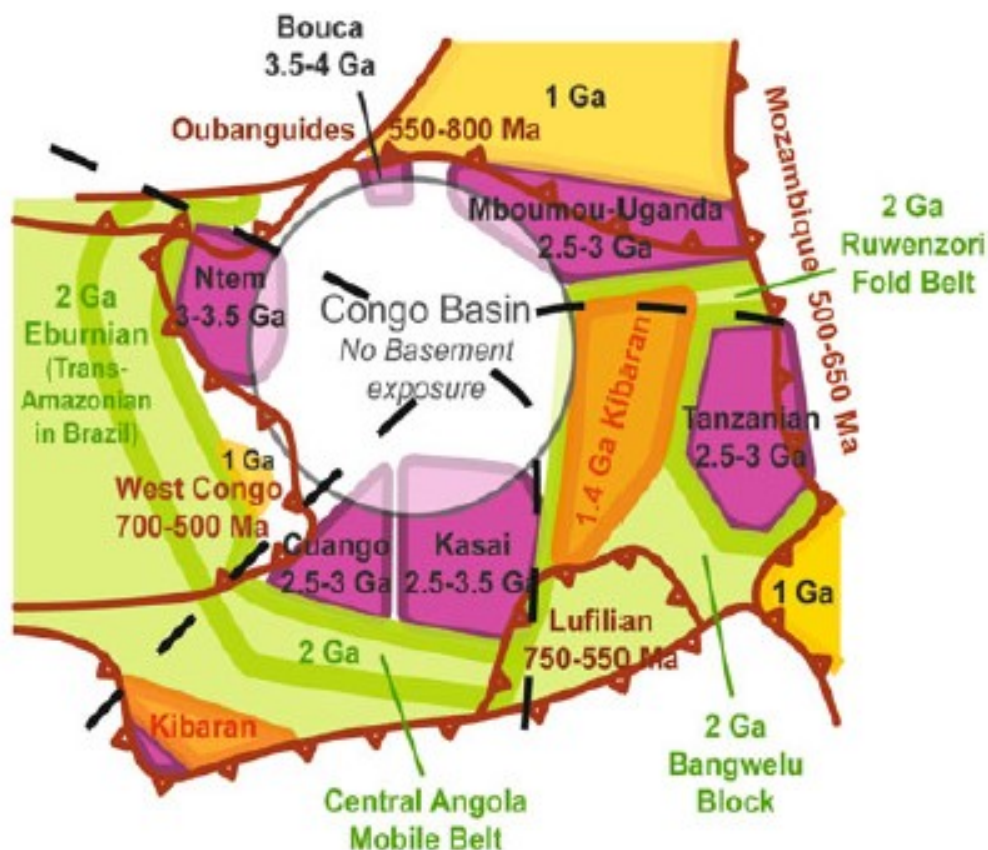 Bouca
3.5-4 Ga
1 Ga
Oubanguides 550-800 Ma
Mozambique 500-650 Ma
Mboumou-Uganda
2.5-3 Ga
2 Ga
Ruwenzori
Fold Belt
Ntem
3-3.5 Ga
2 Ga
Eburnian
(Trans-
Amazonian
in Brazil)
Congo Basin
No Basement
exposure
1.4 Ga Kibaran
Tanzanian
2.5-3 Ga
1 Ga
West Congo
700-500 Ma
Cuango
2.5-3 Ga
Kasai
2.5-3.5 Ga
1 Ga
Lufilian
750-550 Ma
2 Ga
Kibaran
2 Ga
Bangwelu
Block
Central Angola
Mobile Belt